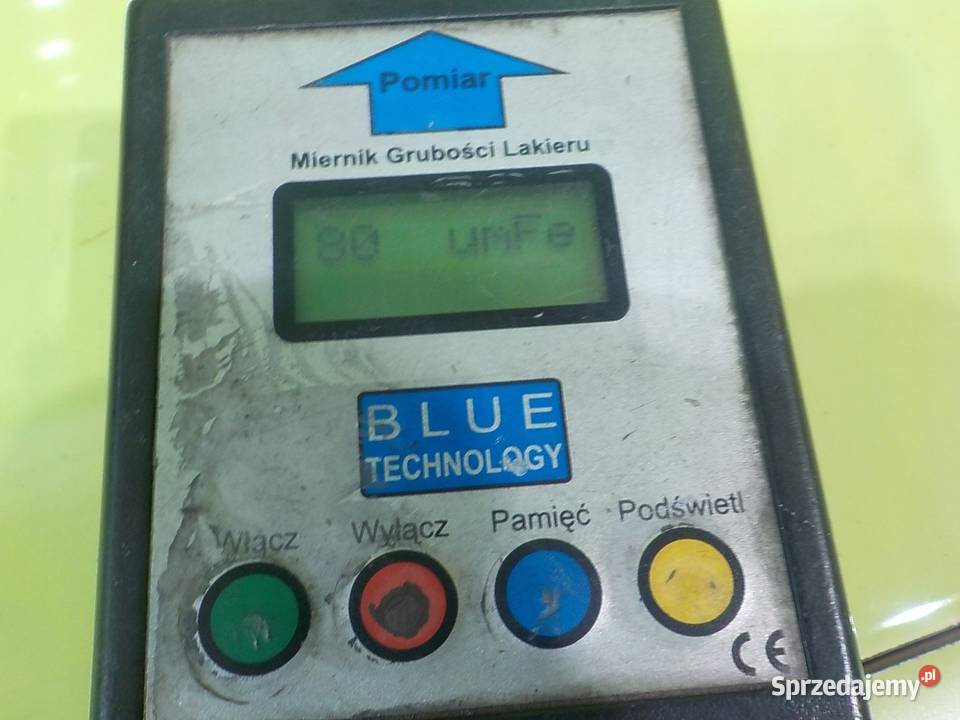 Pomiar
Miernik Grubości Lakieru
80 umFe
BLUE
TECHNOLOGY
Włącz Wyłącz Pamięć Podświetl
CE
Sprzedajemy.pl